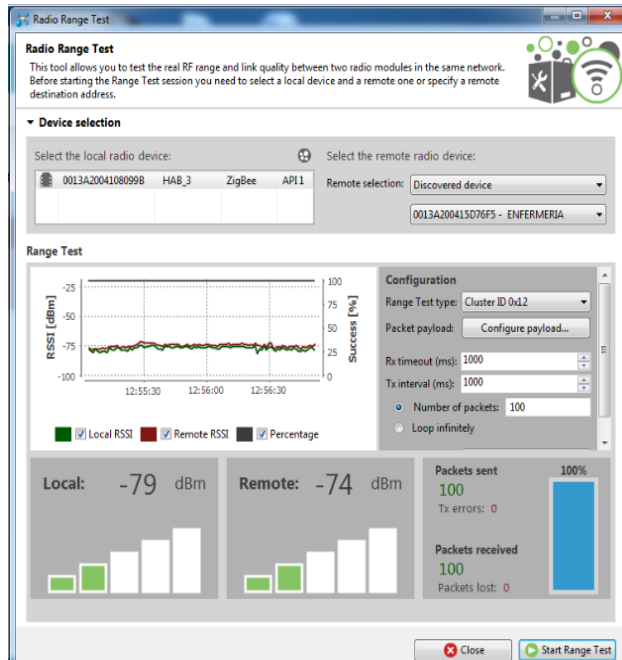 Radio Range Test
Radio Range Test
This tool allows you to test the real RF range and link quality between two radio modules in the same network.
Before starting the Range Test session you need to select a local device and a remote one or specify a remote
destination address.
Device selection
Select the local radio device:
0013A2004108099B HAB_3 ZigBee API 1
Select the remote radio device:
Remote selection: Discovered device
0013A200415D76F5 - ENFERMERIA
Range Test
RSSI [dBm]
-25
-50
-75
-100
100
75
50
25
0
Success [%]
12:55:30 12:56:00 12:56:30
Local RSSI Remote RSSI Percentage
Configuration
Range Test type: Cluster ID 0x12
Packet payload: Configure payload...
Rx timeout (ms): 1000
Tx interval (ms): 1000
Number of packets: 100
Loop infinitely
Local: -79 dBm
Remote: -74 dBm
Packets sent
100
Tx errors: 0
Packets received
100
Packets lost: 0
100%
Close
Start Range Test